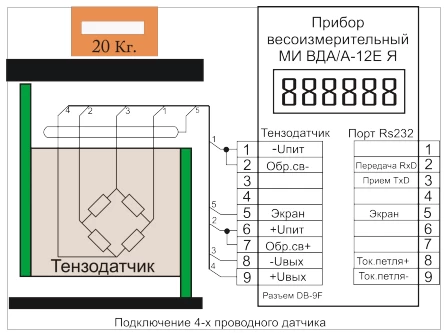 20 Кг.
Прибор
весоизмерительный
МИ ВДА/А-12Е Я
888888
4 2 3 1 5
Тензодатчик Порт Rs232
1 1 -Uпит 1
2 Обр.св- Передача RxD 2
3 Прием TxD 3
4 4
5 5 Экран Экран 5
2 6 +Uпит 6
7 Обр.св+ 7
3 8 -Uвых Ток.петля+ 8
4 9 +Uвых Ток.петля- 9
Тензодатчик
Разъем DB-9F
Подключение 4-х проводного датчика